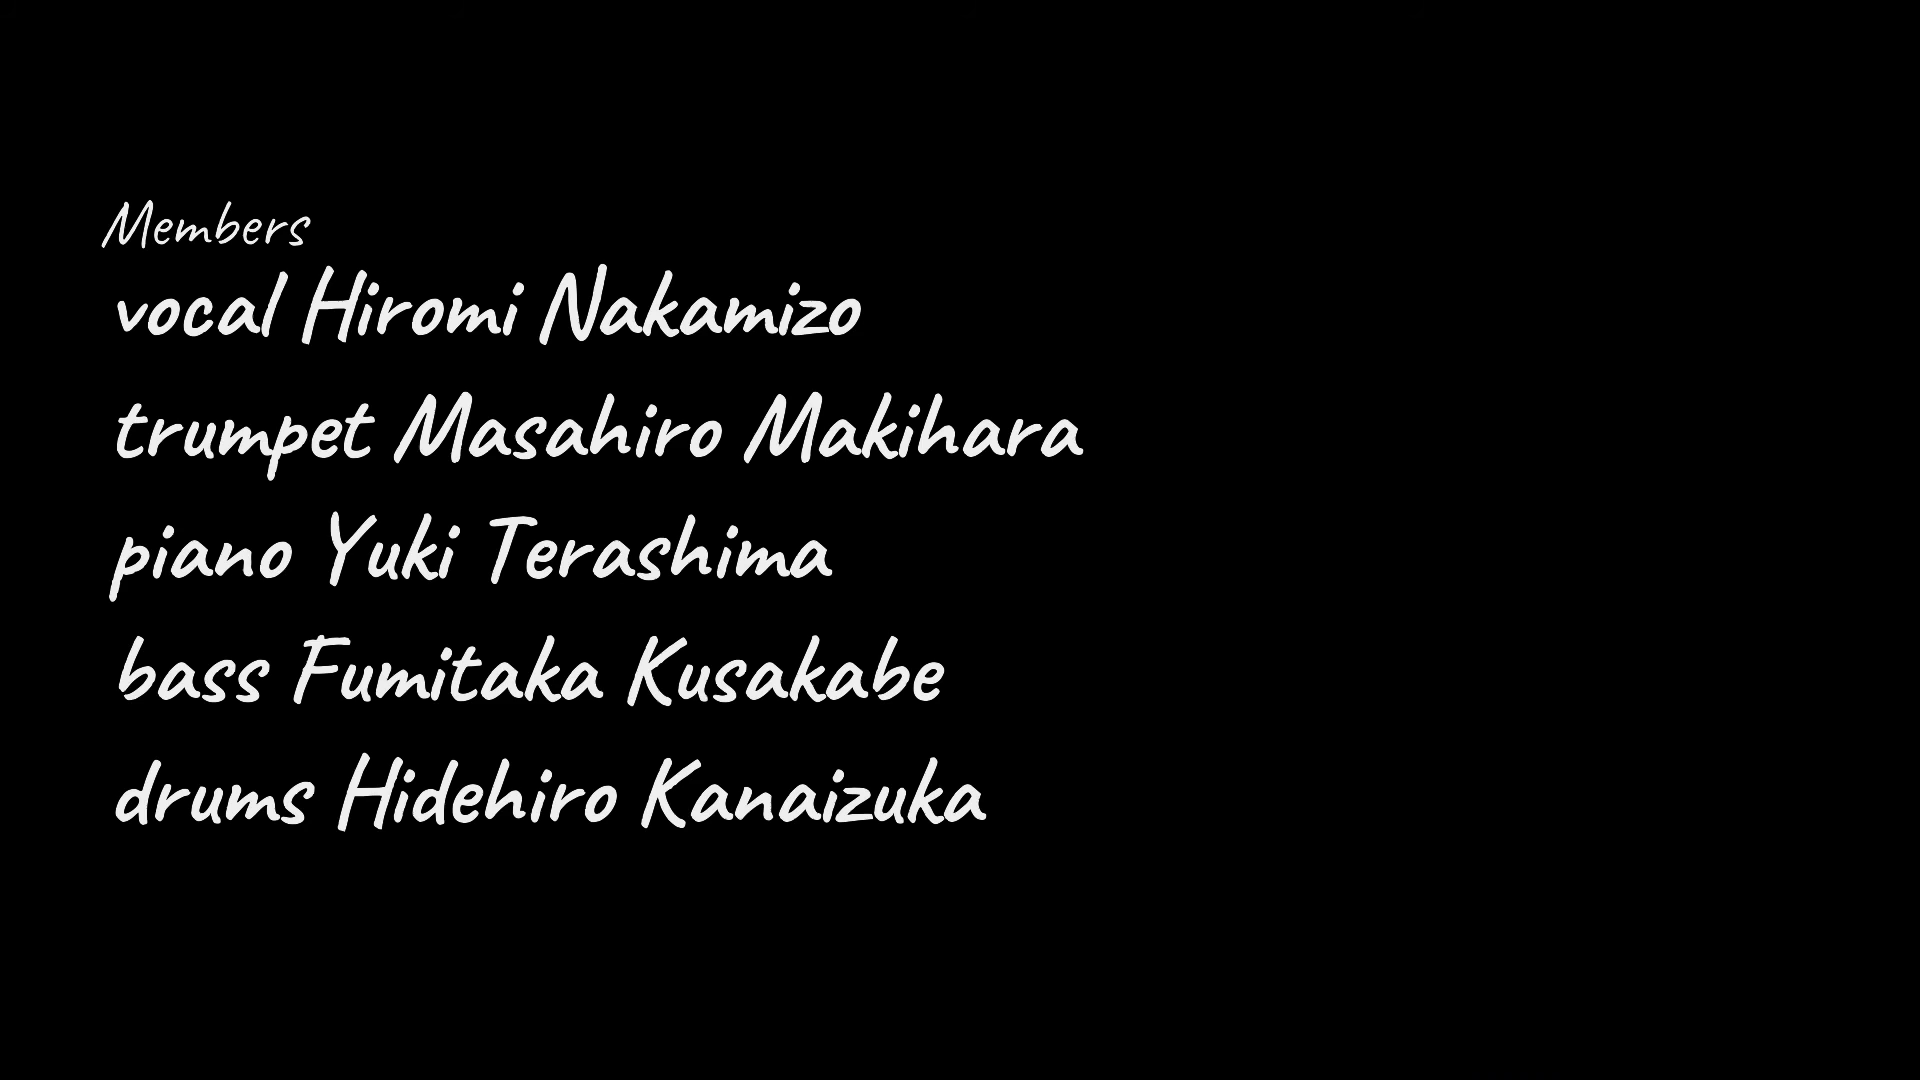 Members
vocal Hiromi Nakamizo
trumpet Masahiro Makihara
piano Yuki Terashima
bass Fumitaka Kusakabe
drums Hidehiro Kanaizuka